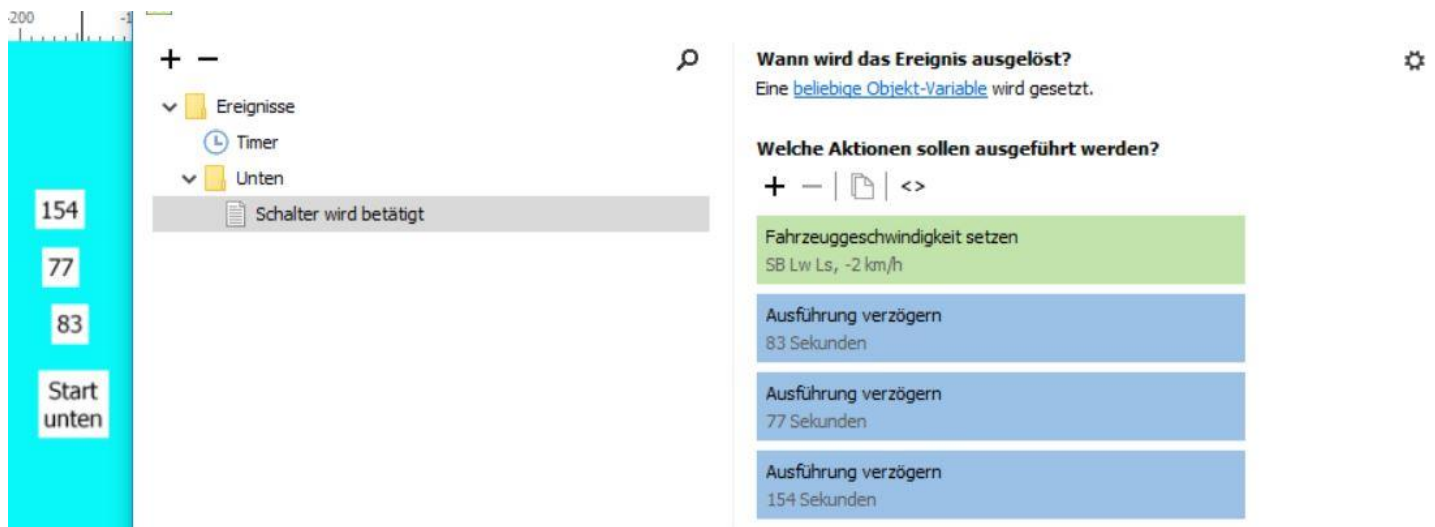 -200
-1
154
77
83
Start
unten
Ereignisse
Timer
Unten
Schalter wird betätigt
Wann wird das Ereignis ausgelöst?
Eine beliebige Objekt-Variable wird gesetzt.
Welche Aktionen sollen ausgeführt werden?
Fahrzeuggeschwindigkeit setzen
SB Lw Ls, -2 km/h
Ausführung verzögern
83 Sekunden
Ausführung verzögern
77 Sekunden
Ausführung verzögern
154 Sekunden